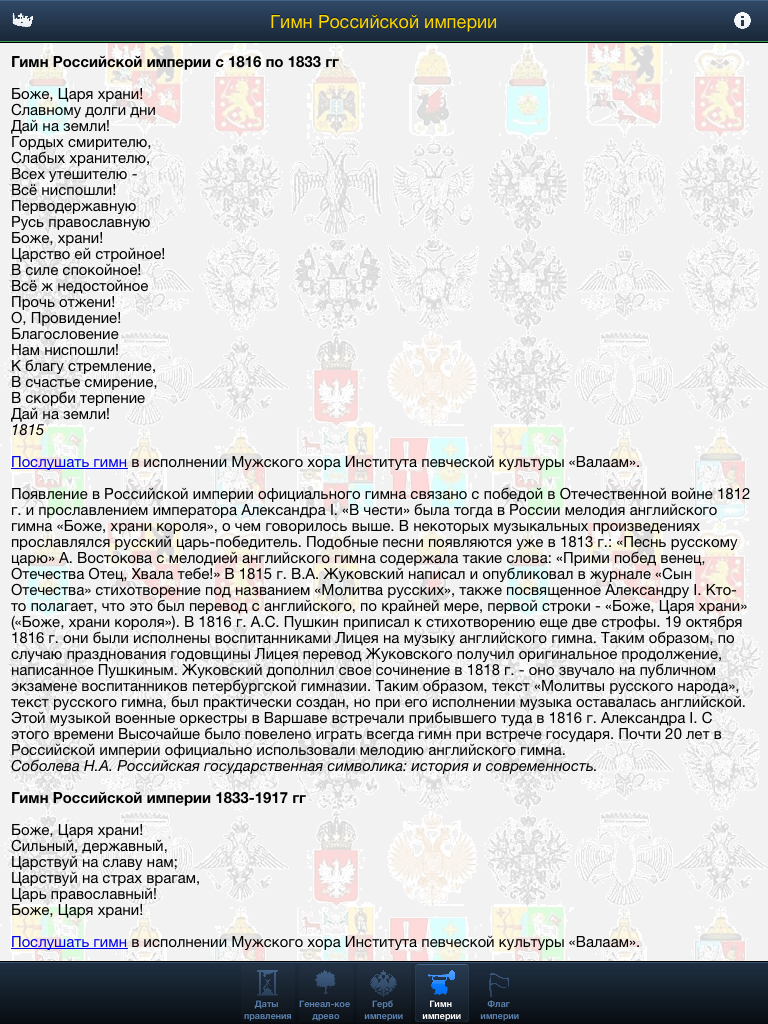 Гимн Российской империи
Гимн Российской империи с 1816 по 1833 гг
Боже, Царя храни!
Славному долги дни
Дай на земли!
Гордых смирителю,
Слабых хранителю,
Всех утешителю -
Всё ниспошли!
Перводержавную
Русь православную
Боже, храни!
Царство ей стройное!
В силе спокойное!
Всё ж недостойное
Прочь отжени!
О, Провидение!
Благословение
Нам ниспошли!
К благу стремление,
В счастье смирение,
В скорби терпение
Дай на земли!
1815
Послушать гимн в исполнении Мужского хора Института певческой культуры «Валаам».
Появление в Российской империи официального гимна связано с победой в Отечественной войне 1812
г. и прославлением императора Александра I. «В чести» была тогда в России мелодия английского
гимна «Боже, храни короля», о чем говорилось выше. В некоторых музыкальных произведениях
прославлялся русский царь-победитель. Подобные песни появляются уже в 1813 г.: «Песнь русскому
царю» А. Востокова с мелодией английского гимна содержала такие слова: «Прими побед венец,
Отечества Отец, Хвала тебе!» В 1815 г. В.А. Жуковский написал и опубликовал в журнале «Сын
Отечества» стихотворение под названием «Молитва русских», также посвященное Александру I. Кто-
то полагает, что это был перевод с английского, по крайней мере, первой строки - «Боже, Царя храни»
(«Боже, храни короля»). В 1816 г. А.С. Пушкин приписал к стихотворению еще две строфы. 19 октября
1816 г. они были исполнены воспитанниками Лицея на музыку английского гимна. Таким образом, по
случаю празднования годовщины Лицея перевод Жуковского получил оригинальное продолжение,
написанное Пушкиным. Жуковский дополнил свое сочинение в 1818 г. - оно звучало на публичном
экзамене воспитанников петербургской гимназии. Таким образом, текст «Молитвы русского народа»,
текст русского гимна, был практически создан, но при его исполнении музыка оставалась английской.
Этой музыкой военные оркестры в Варшаве встречали прибывшего туда в 1816 г. Александра I. С
этого времени Высочайше было повелено играть всегда гимн при встрече государя. Почти 20 лет в
Российской империи официально использовали мелодию английского гимна.
Соболева Н.А. Российская государственная символика: история и современность.
Гимн Российской империи 1833-1917 гг
Боже, Царя храни!
Сильный, державный,
Царствуй на славу нам;
Царствуй на страх врагам,
Царь православный!
Боже, Царя храни!
Послушать гимн в исполнении Мужского хора Института певческой культуры «Валаам».
Даты правления
Генеал-кое древо
Герб империи
Гимн империи
Флаг империи